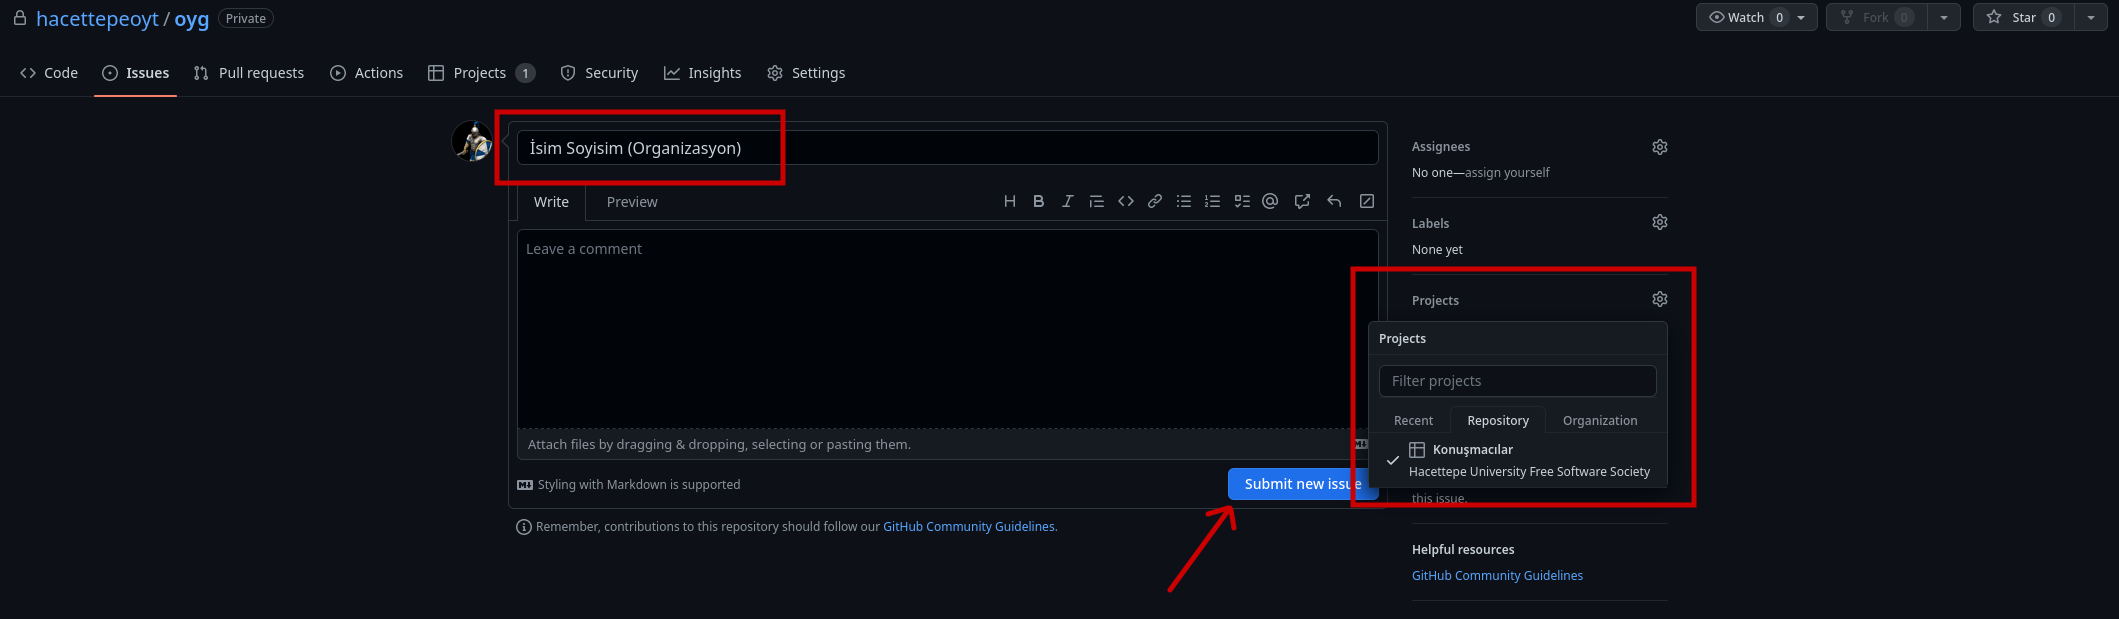 hacettepeoyt / oyg Private
Watch 0
Fork 0
Star 0
Code Issues Pull requests Actions Projects 1 Security Insights Settings
İsim Soyisim (Organizasyon)
Write Preview
Leave a comment
Attach files by dragging & dropping, selecting or pasting them.
Styling with Markdown is supported
Submit new issue
Remember, contributions to this repository should follow our GitHub Community Guidelines.
Assignees
No one—assign yourself
Labels
None yet
Projects
Projects
Filter projects
Recent Repository Organization
Konuşmacılar
Hacettepe University Free Software Society
this issue.
Helpful resources
GitHub Community Guidelines